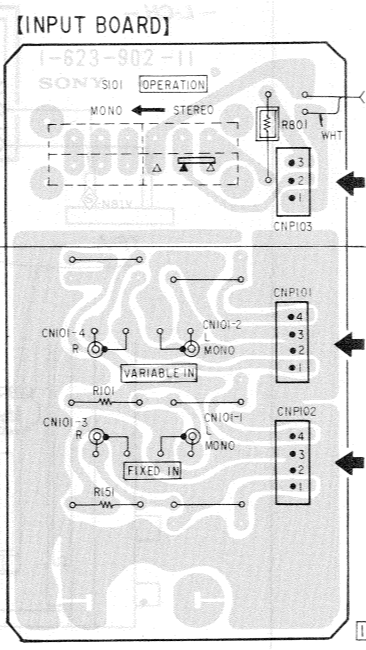 【INPUT BOARD】
1-623-902-11
SONY
S101 OPERATION
MONO STEREO
R801
WHT
3
2
1
CNP103
CNP101
4
3
2
1
CN101-4
R
CN101-2
L
MONO
VARIABLE IN
R101
CN101-3
R
CN101-1
L
MONO
FIXED IN
CNP102
4
3
2
1
R151